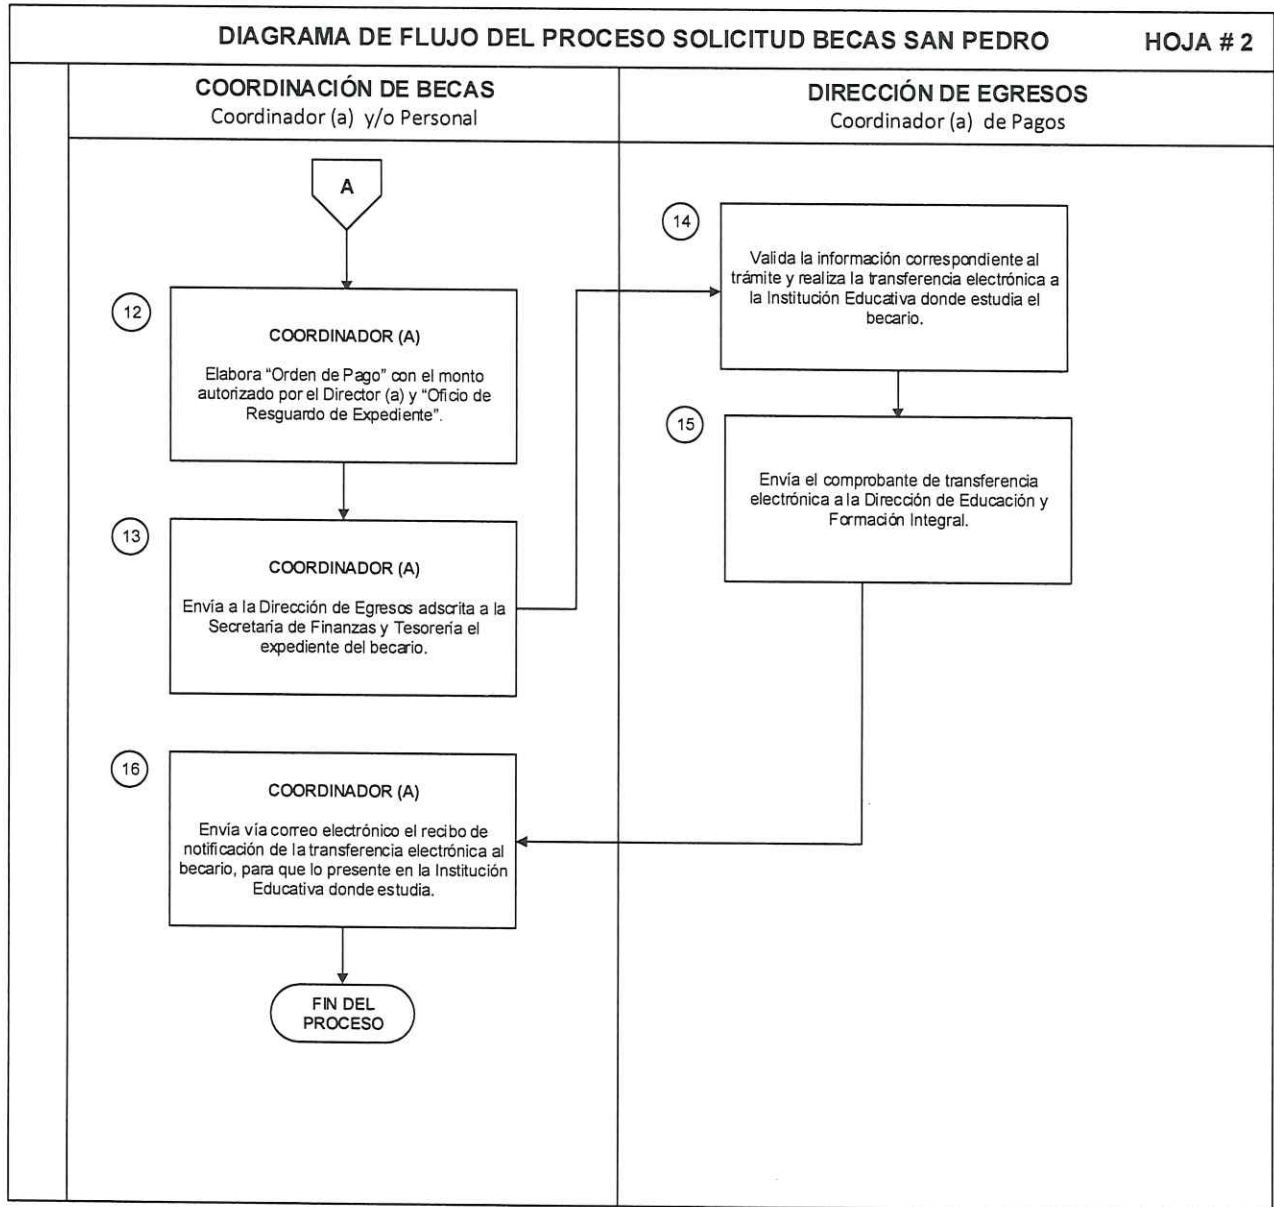 DIAGRAMA DE FLUJO DEL PROCESO SOLICITUD BECAS SAN PEDRO HOJA # 2
COORDINACIÓN DE BECAS
Coordinador (a) y/o Personal
DIRECCIÓN DE EGRESOS
Coordinador (a) de Pagos
A
12
COORDINADOR (A)
Elabora “Orden de Pago” con el monto
autorizado por el Director (a) y “Oficio de
Resguardo de Expediente”.
13
COORDINADOR (A)
Envía a la Dirección de Egresos adscrita a la
Secretaría de Finanzas y Tesorería el
expediente del becario.
14
Valida la información correspondiente al
trámite y realiza la transferencia electrónica a
la Institución Educativa donde estudia el
becario.
15
Envía el comprobante de transferencia
electrónica a la Dirección de Educación y
Formación Integral.
16
COORDINADOR (A)
Envía vía correo electrónico el recibo de
notificación de la transferencia electrónica al
becario, para que lo presente en la Institución
Educativa donde estudia.
FIN DEL
PROCESO